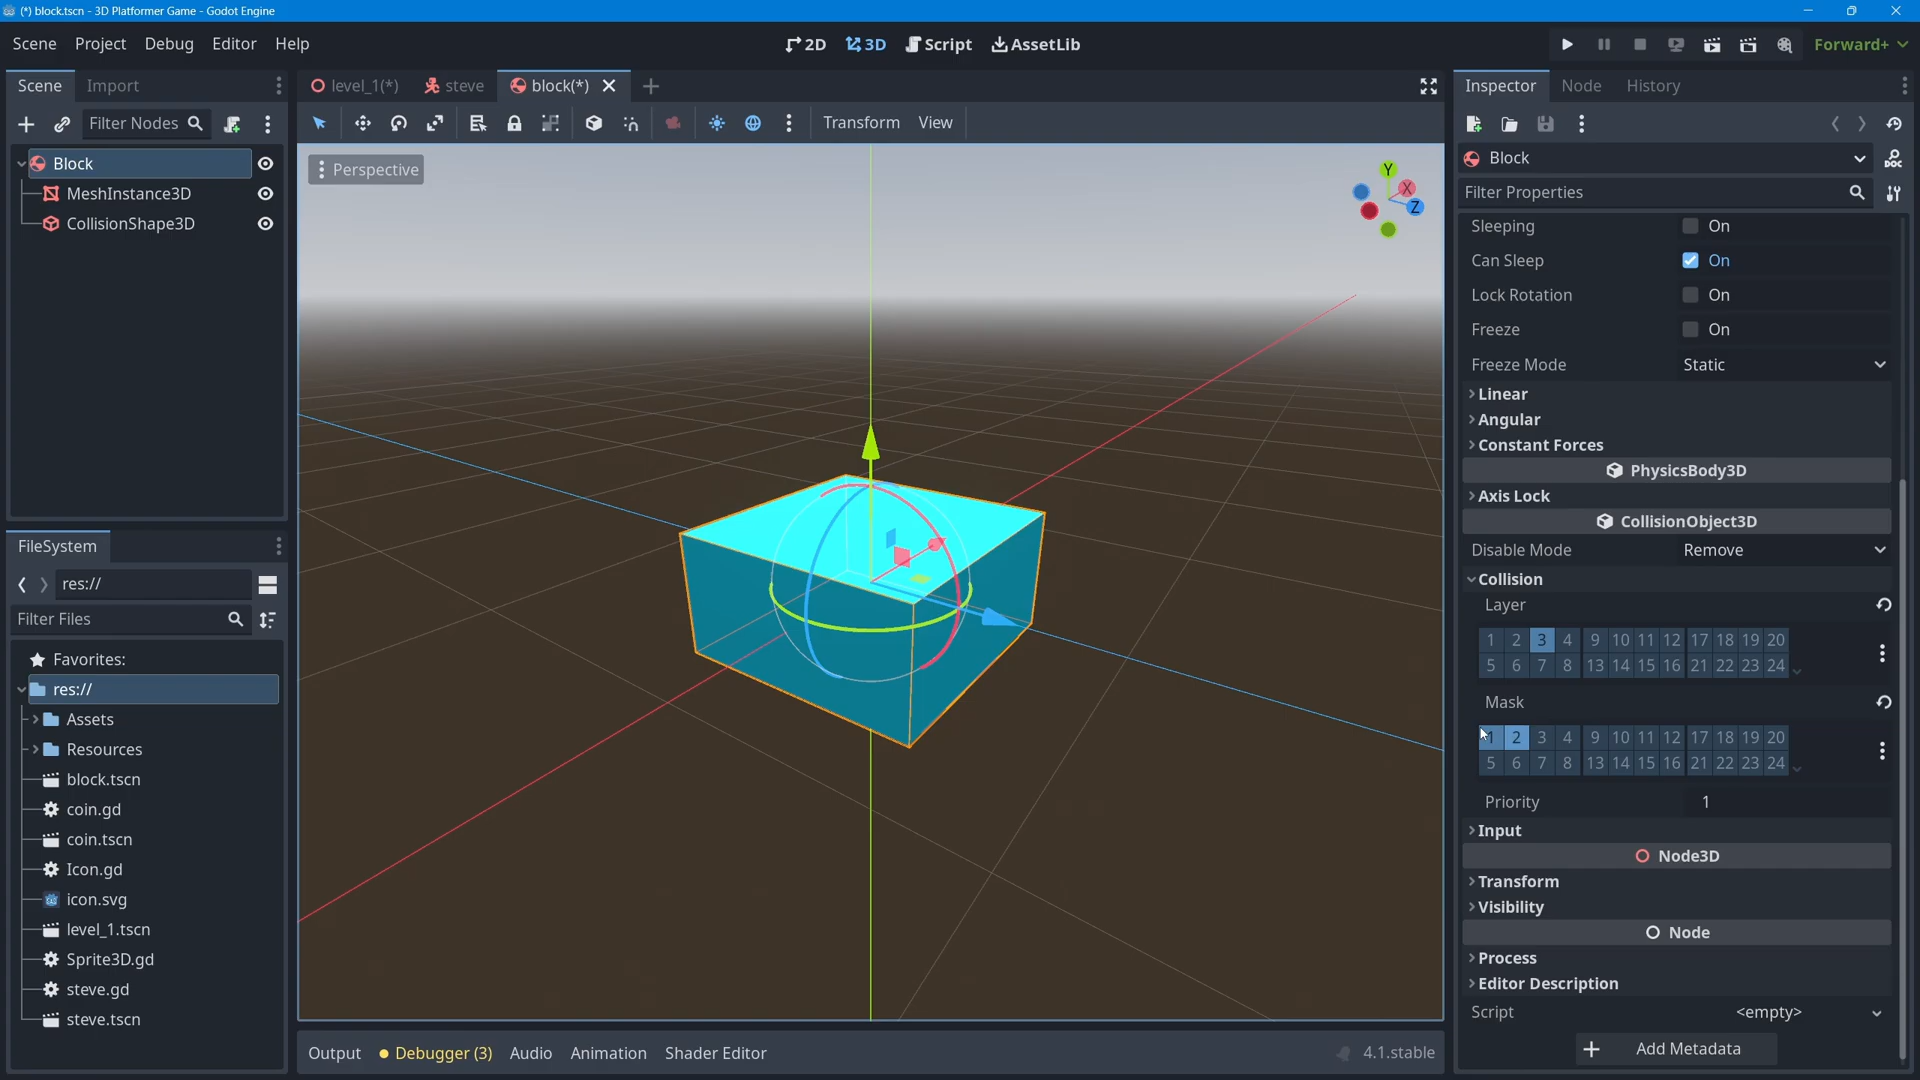 (*) block.tscn - 3D Platformer Game - Godot Engine
Scene Project Debug Editor Help
2D 3D Script AssetLib
Forward+
Scene Import
Filter Nodes
Block
MeshInstance3D
CollisionShape3D
FileSystem
res://
Filter Files
Favorites:
res://
Assets
Resources
block.tscn
coin.gd
coin.tscn
Icon.gd
icon.svg
level_1.tscn
Sprite3D.gd
steve.gd
steve.tscn
level_1(*) steve block(*)
Transform View
Perspective
Y
X
Z
Output Debugger (3) Audio Animation Shader Editor
4.1.stable
Inspector Node History
Block
DOC
Filter Properties
Sleeping On
Can Sleep On
Lock Rotation On
Freeze On
Freeze Mode Static
Linear
Angular
Constant Forces
PhysicsBody3D
Axis Lock
CollisionObject3D
Disable Mode Remove
Collision
Layer
1 2 3 4 9 10 11 12 17 18 19 20
5 6 7 8 13 14 15 16 21 22 23 24
Mask
1 2 3 4 9 10 11 12 17 18 19 20
5 6 7 8 13 14 15 16 21 22 23 24
Priority 1
Input
Node3D
Transform
Visibility
Node
Process
Editor Description
Script <empty>
Add Metadata